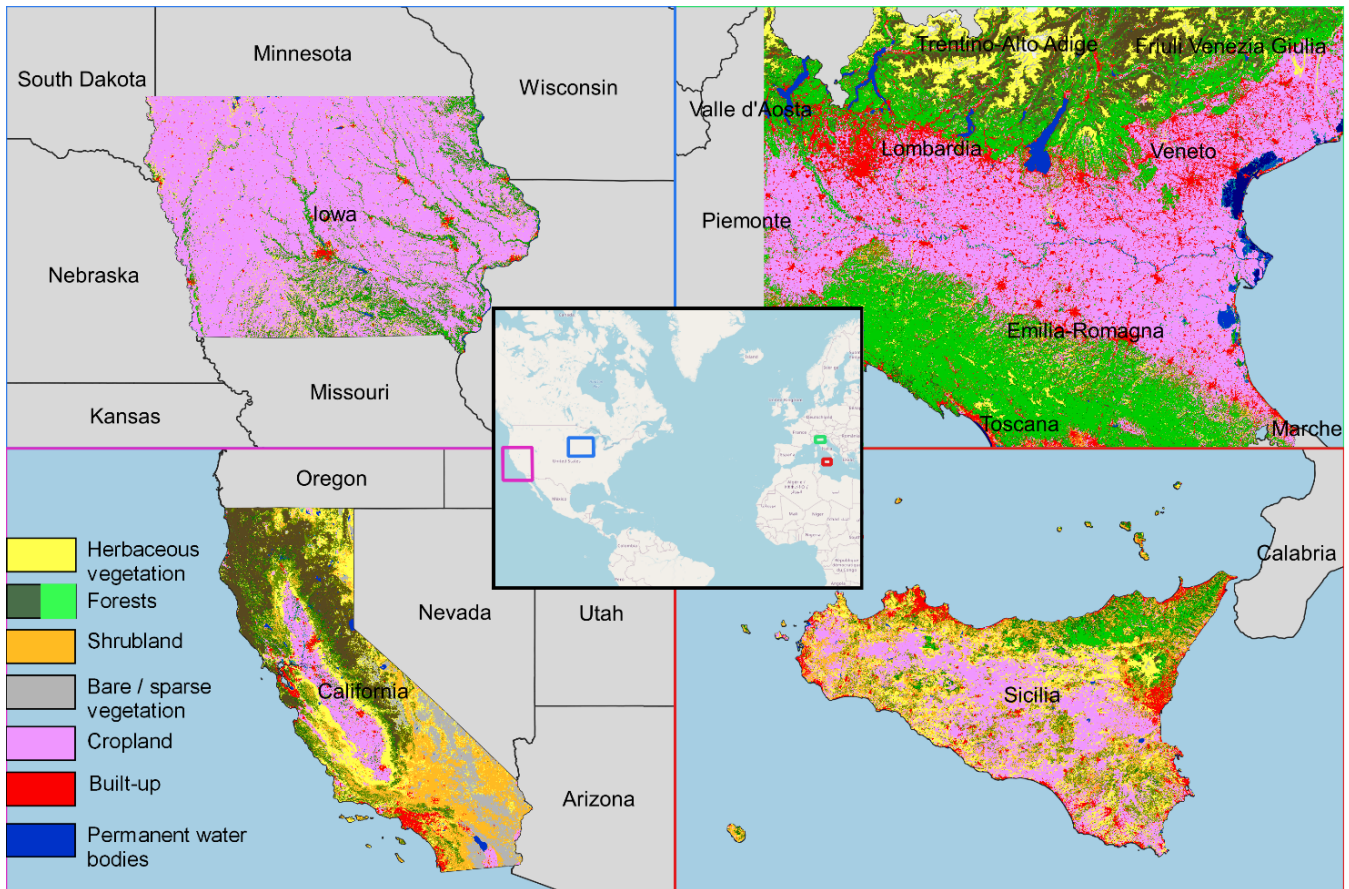 Minnesota
South Dakota
Wisconsin
Iowa
Nebraska
Missouri
Kansas
Trentino-Alto Adige
Friuli Venezia Giulia
Valle d'Aosta
Lombardia
Veneto
Piemonte
Emilia-Romagna
Toscana
Marche
Oregon
Nevada
Utah
California
Arizona
Herbaceous
vegetation
Forests
Shrubland
Bare / sparse
vegetation
Cropland
Built-up
Permanent water
bodies
Calabria
Sicilia